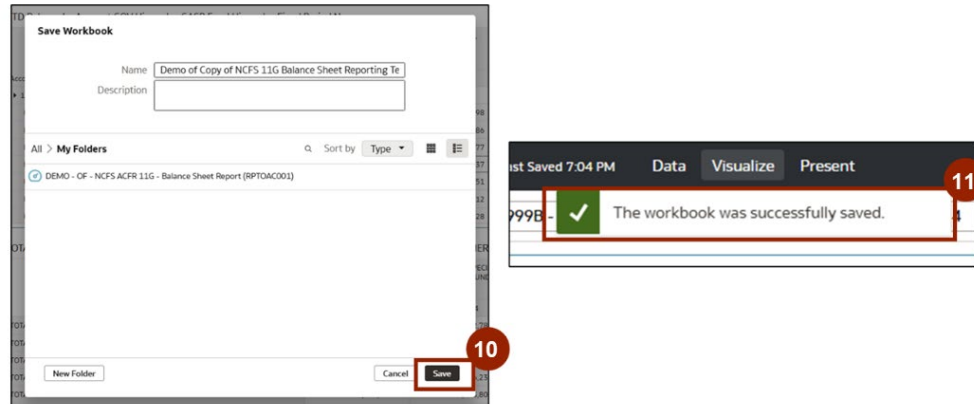 Save Workbook
Name Demo of Copy of NCFS 11G Balance Sheet Reporting Te
Description
All > My Folders
Sort by Type
DEMO - OF - NCFS ACFR 11G - Balance Sheet Report (RPTOAC001)
New Folder
Cancel
Save
10
Saved 7:04 PM
Data
Visualize
Present
11
999B -
The workbook was successfully saved.